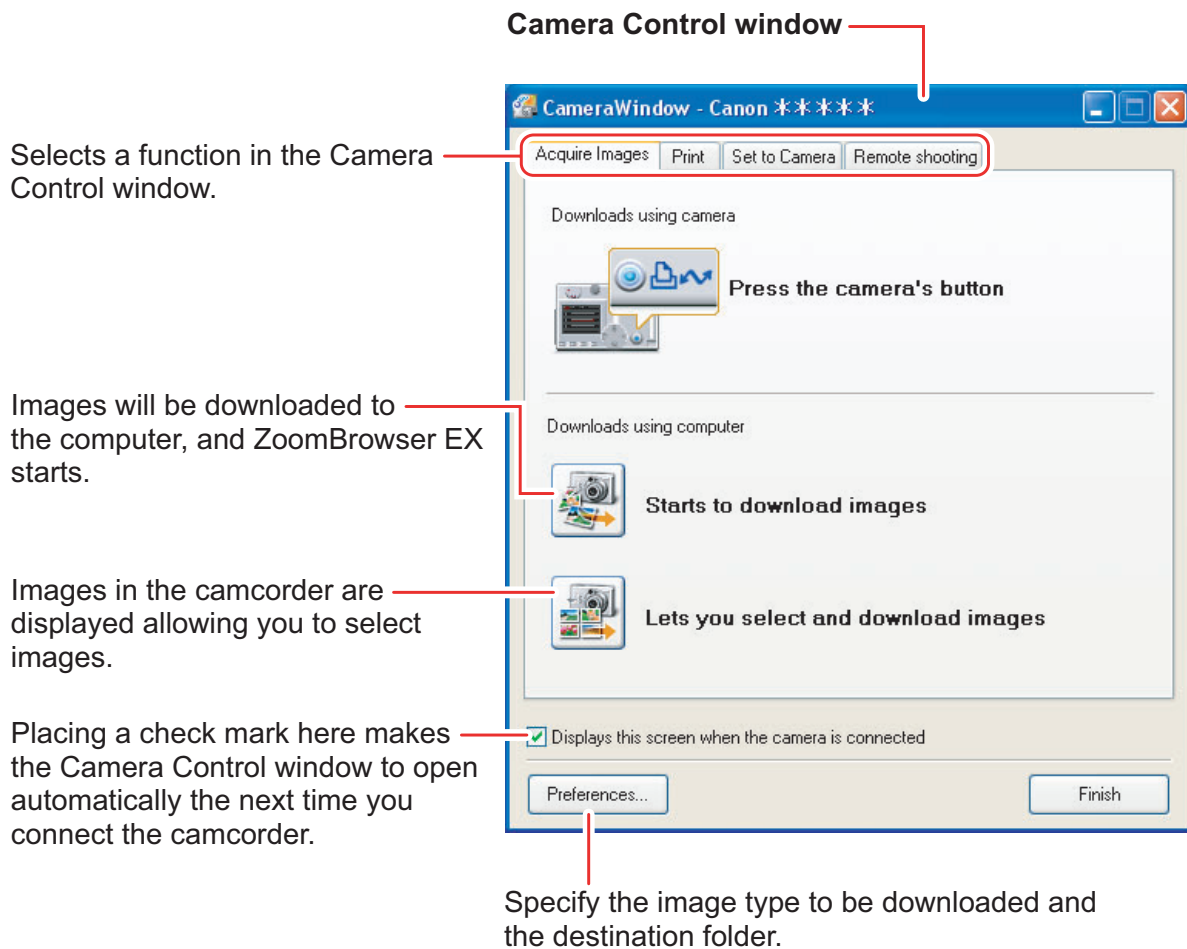 Camera Control window
CameraWindow - Canon *****
Selects a function in the Camera
Control window.
Acquire Images Print Set to Camera Remote shooting
Downloads using camera
Press the camera's button
Images will be downloaded to
the computer, and ZoomBrowser EX
starts.
Downloads using computer
Starts to download images
Images in the camcorder are
displayed allowing you to select
images.
Lets you select and download images
Placing a check mark here makes
the Camera Control window to open
automatically the next time you
connect the camcorder.
Displays this screen when the camera is connected
Preferences... Finish
Specify the image type to be downloaded and
the destination folder.